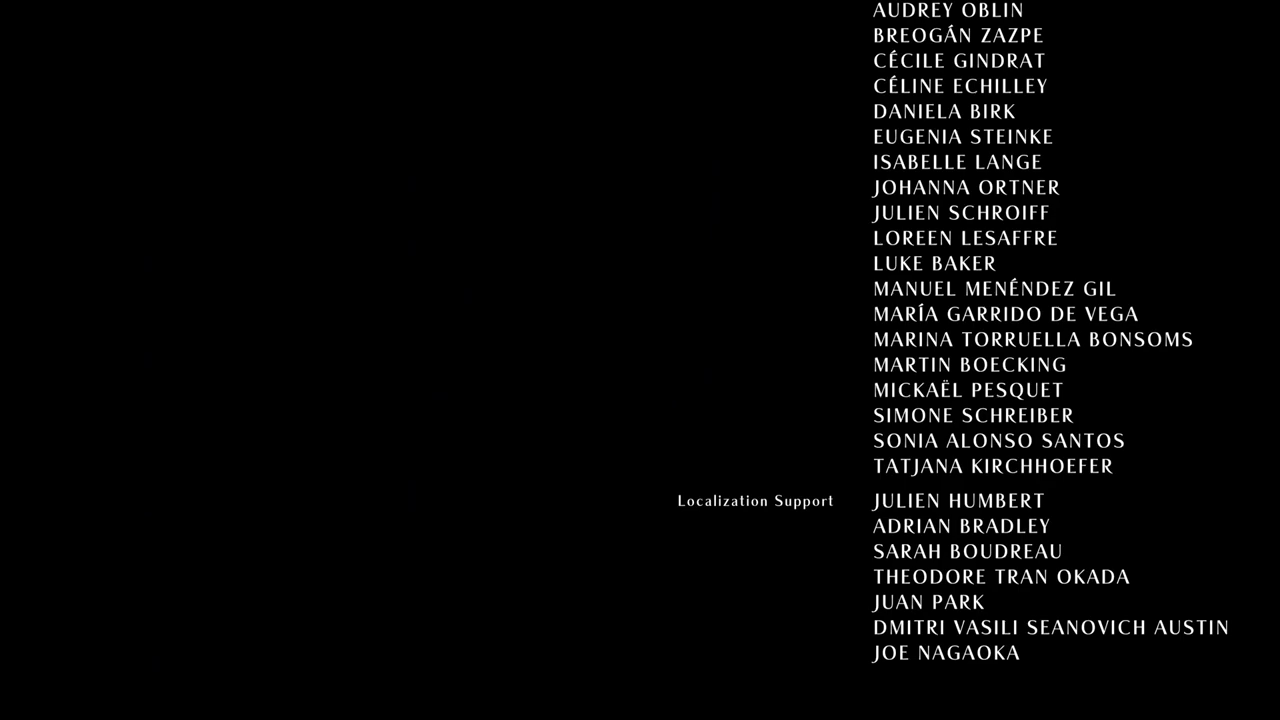 AUDREY OBLIN
BREOGÁN ZAZPE
CÉCILE GINDRAT
CÉLINE ECHILLEY
DANIELA BIRK
EUGENIA STEINKE
ISABELLE LANGE
JOHANNA ORTNER
JULIEN SCHROIFF
LOREEN LESAFFRE
LUKE BAKER
MANUEL MENÉNDEZ GIL
MARÍA GARRIDO DE VEGA
MARINA TORRUELLA BONSOMS
MARTIN BOECKING
MICKAËL PESQUET
SIMONE SCHREIBER
SONIA ALONSO SANTOS
TATJANA KIRCHHOEFER
Localization Support JULIEN HUMBERT
ADRIAN BRADLEY
SARAH BOUDREAU
THEODORE TRAN OKADA
JUAN PARK
DMITRI VASILI SEANOVICH AUSTIN
JOE NAGAOKA